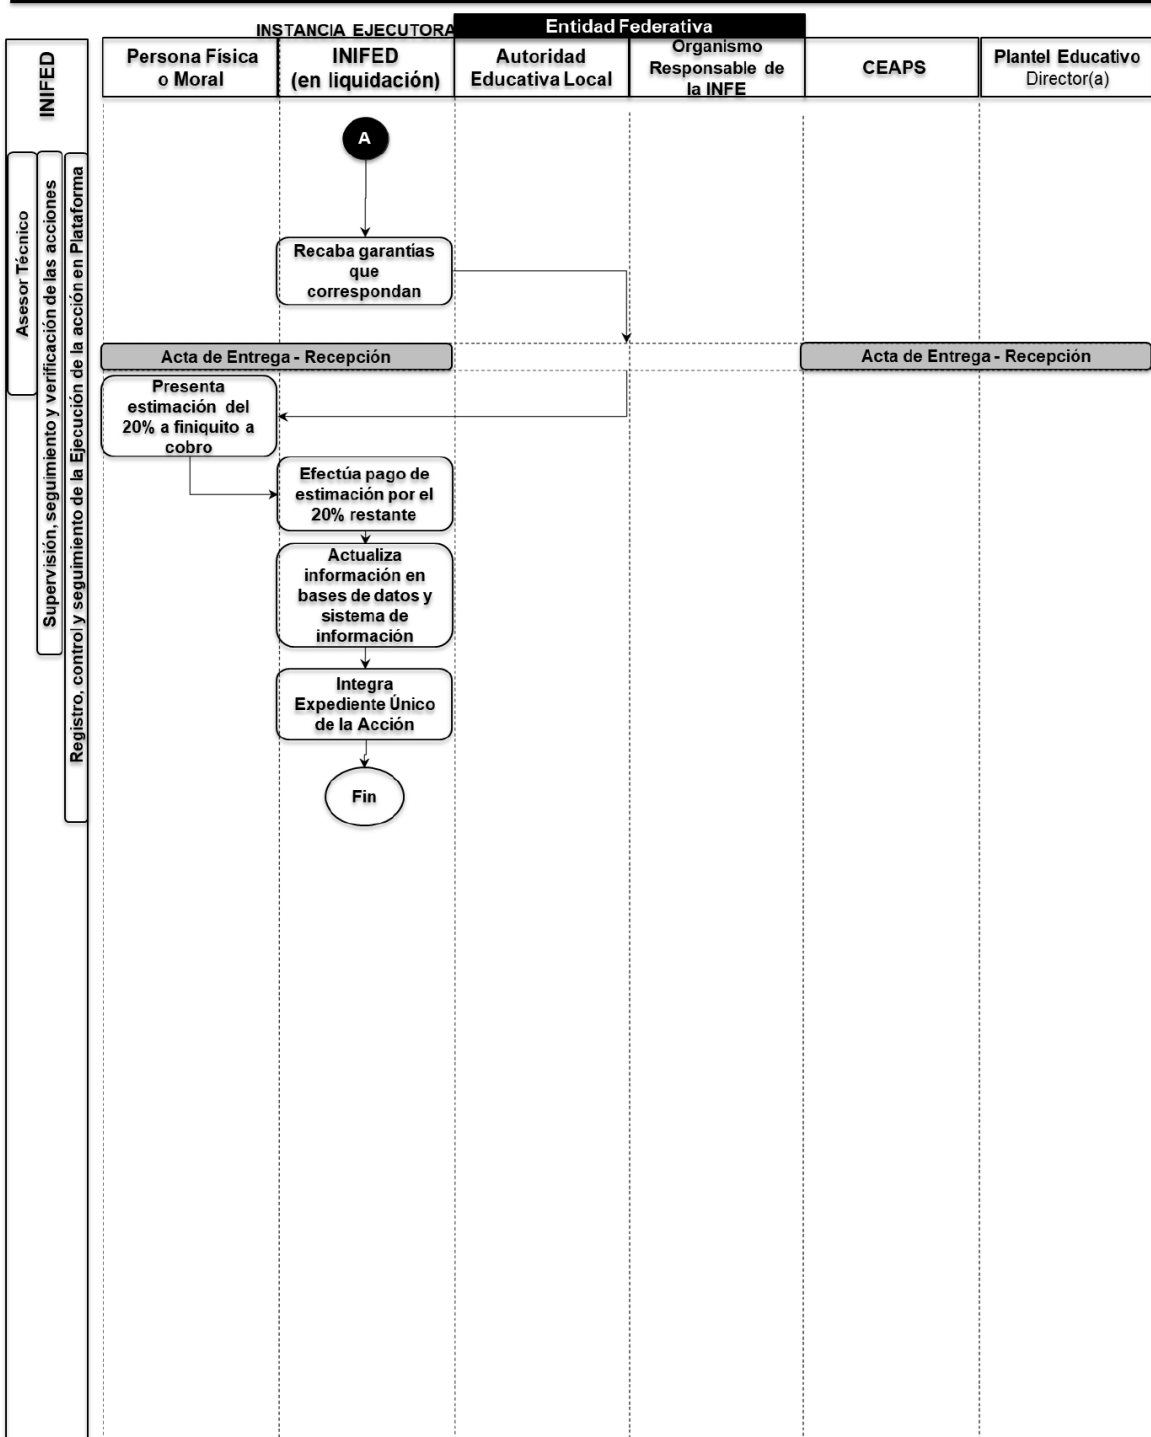 INSTANCIA EJECUTORA
Entidad Federativa
INIFED
Persona Física
o Moral
INIFED
(en liquidación)
Autoridad
Educativa Local
Organismo
Responsable de
la INFE
CEAPS
Plantel Educativo
Director(a)
Asesor Técnico
Supervisión, seguimiento y verificación de las acciones
Registro, control y seguimiento de la Ejecución de la acción en Plataforma
A
Recaba garantías
que
correspondan
Acta de Entrega - Recepción
Acta de Entrega - Recepción
Presenta
estimación del
20% a finiquito a
cobro
Efectúa pago de
estimación por el
20% restante
Actualiza
información en
bases de datos y
sistema de
información
Integra
Expediente Único
de la Acción
Fin